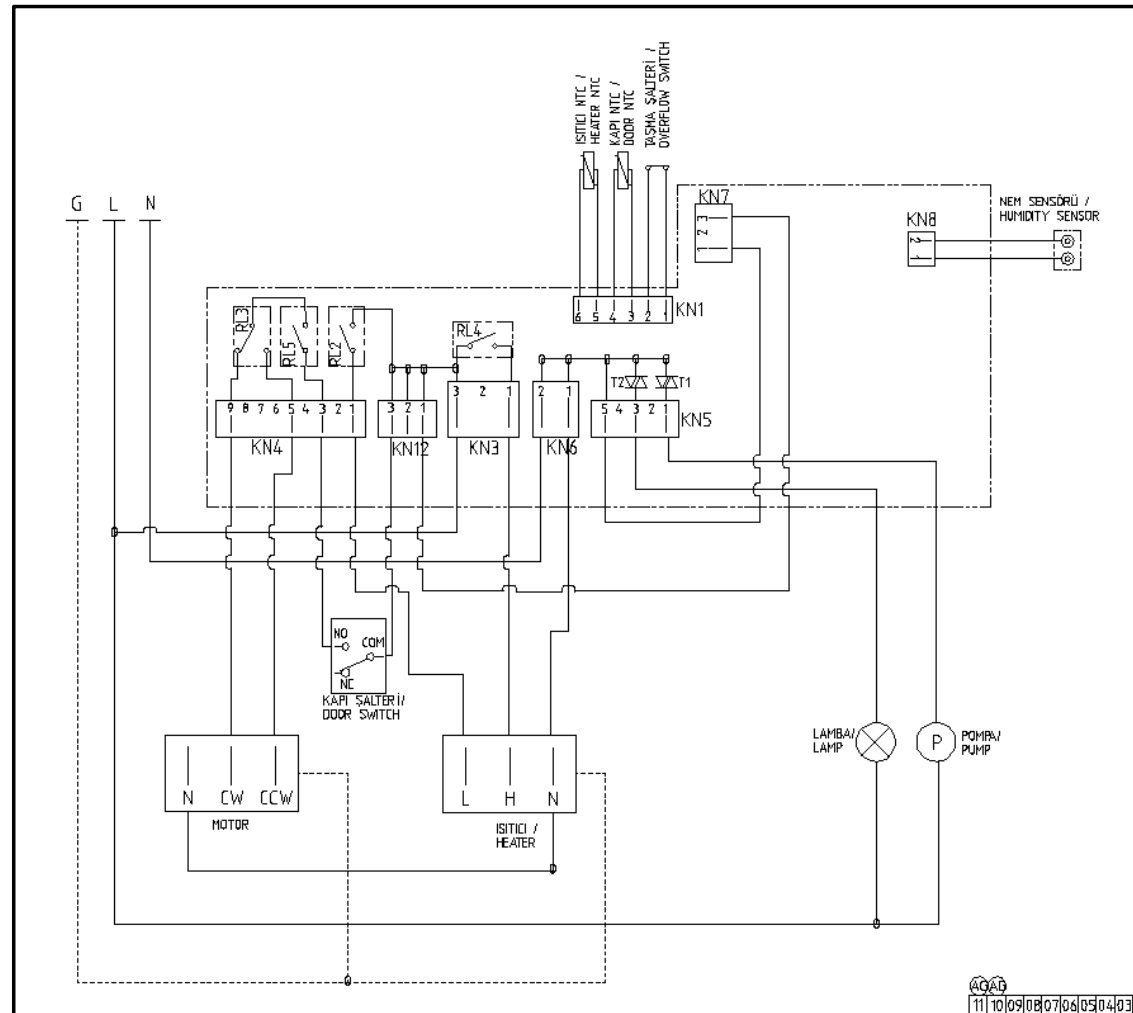 ISITICI NTC /
HEATER NTC
KAPI NTC /
DOOR NTC
TAŞMA ŞALTERİ /
OVERFLOW SWITCH
G L N
KN7
3
2
1
KN8
2
1
NEM SENSÖRÜ /
HUMIDITY SENSOR
6 5 4 3 2 1
KN1
RL3
RL5
RL2
RL4
T2
T1
9 8 7 6 5 4 3 2 1
KN4
3 2 1
KN12
3 2 1
KN3
2 1
KN6
5 4 3 2 1
KN5
NO
COM
NC
KAPI ŞALTERİ/
DOOR SWITCH
N CW CCW
MOTOR
L H N
ISITICI /
HEATER
LAMBA/
LAMP
P
POMPA/
PUMP
AC AD
11 10 09 08 07 06 05 04 03